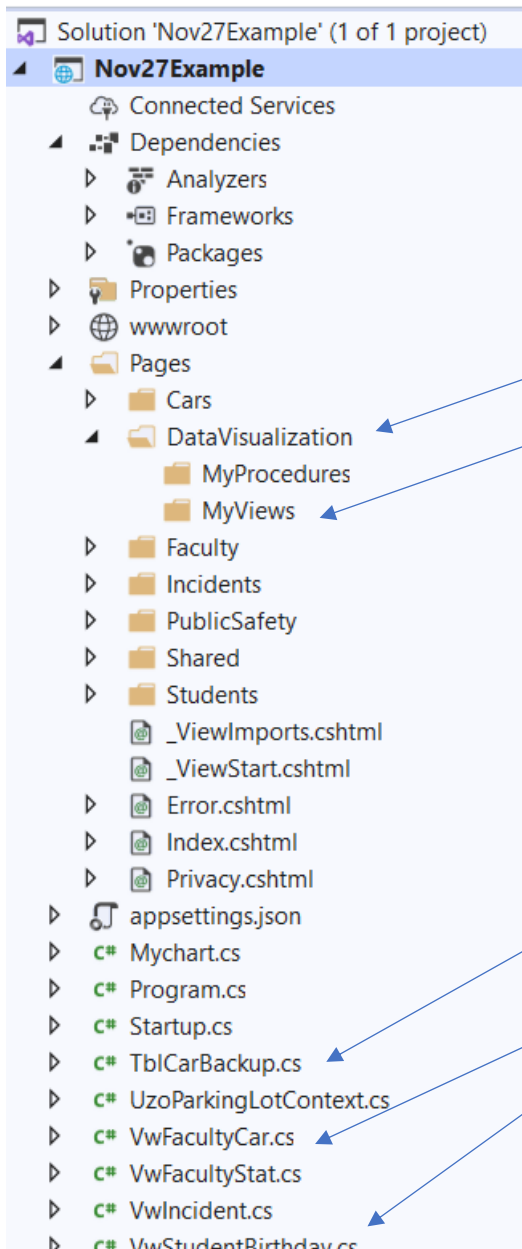 Solution 'Nov27Example' (1 of 1 project)
Nov27Example
Connected Services
Dependencies
Analyzers
Frameworks
Packages
Properties
wwwroot
Pages
Cars
DataVisualization
MyProcedures
MyViews
Faculty
Incidents
PublicSafety
Shared
Students
_ViewImports.cshtml
_ViewStart.cshtml
Error.cshtml
Index.cshtml
Privacy.cshtml
appsettings.json
C# Mychart.cs
C# Program.cs
C# Startup.cs
C# TblCarBackup.cs
C# UzoParkingLotContext.cs
C# VwFacultyCar.cs
C# VwFacultyStat.cs
C# VwIncident.cs
C# VwStudentBirthday.cs